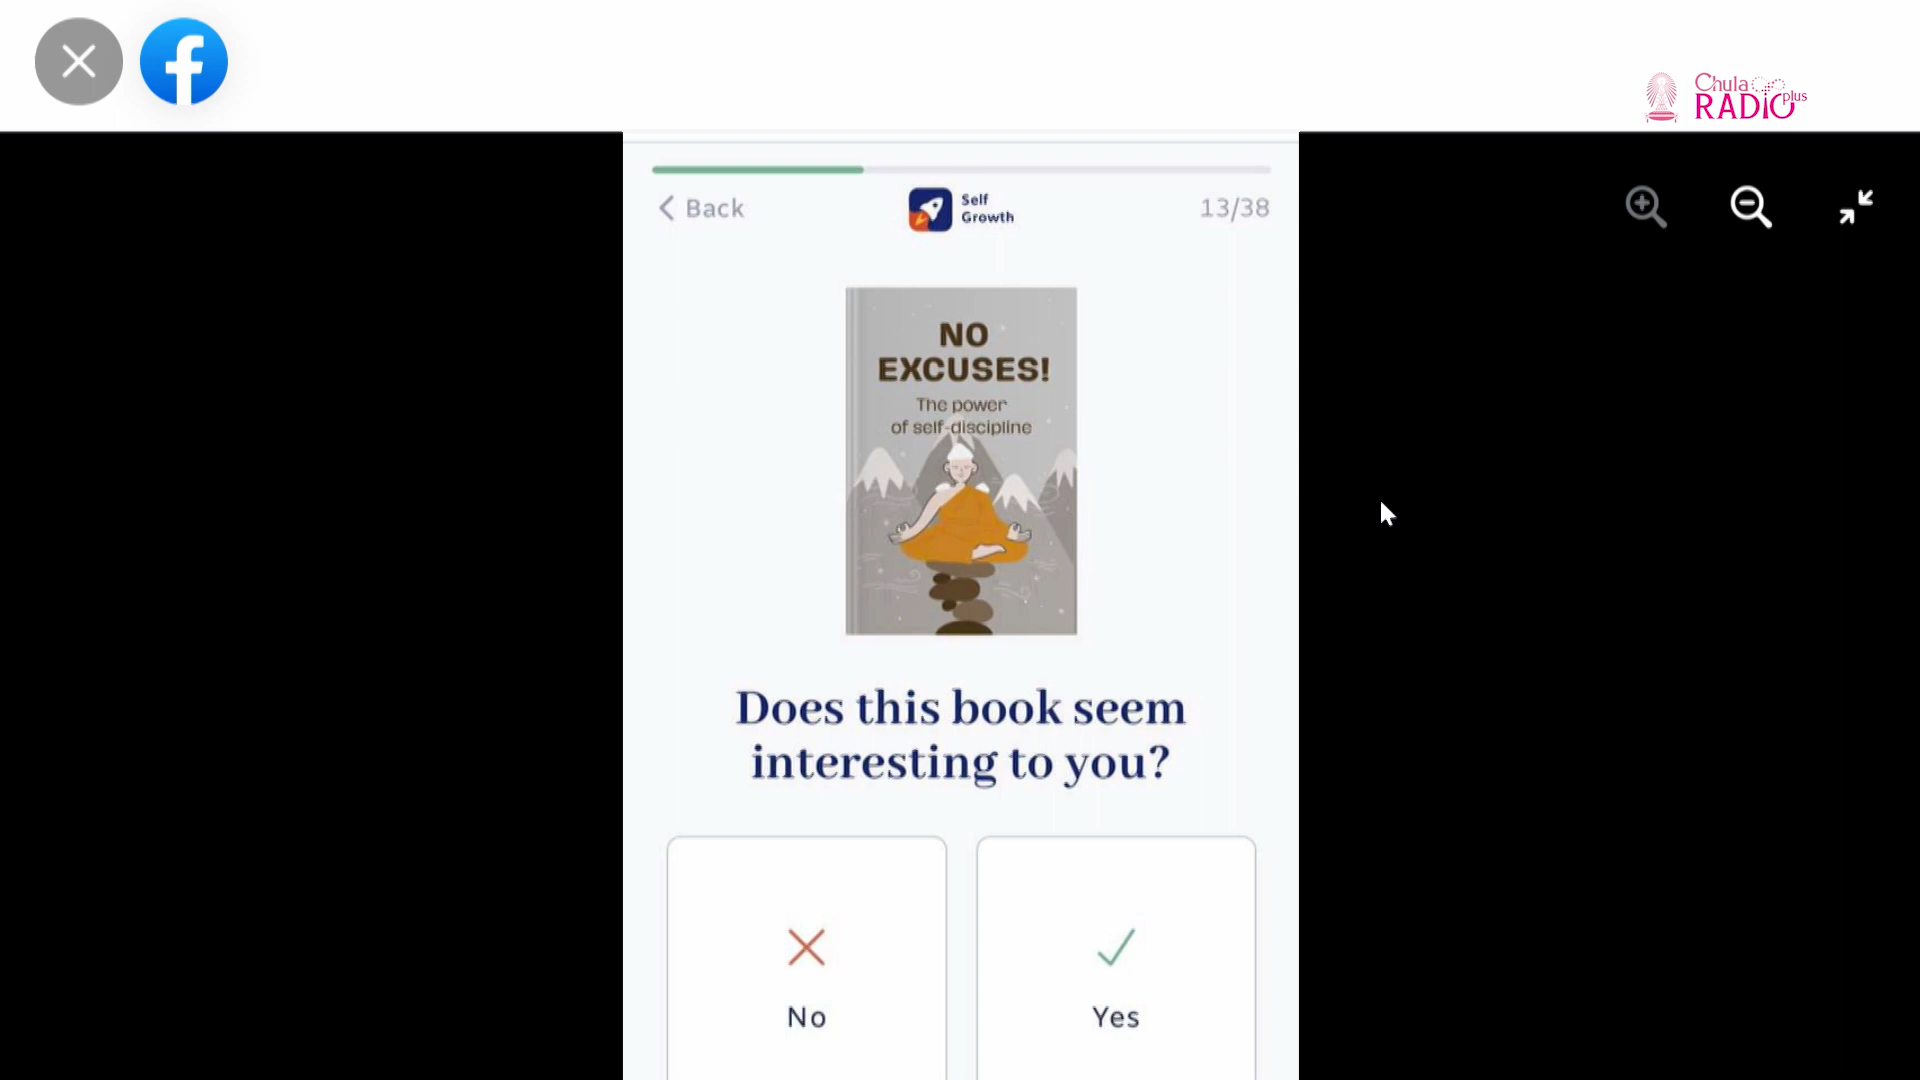 Chula
RADIO plus
Back
Self
Growth
13/38
NO
EXCUSES!
The power
of self-discipline
Does this book seem
interesting to you?
No
Yes